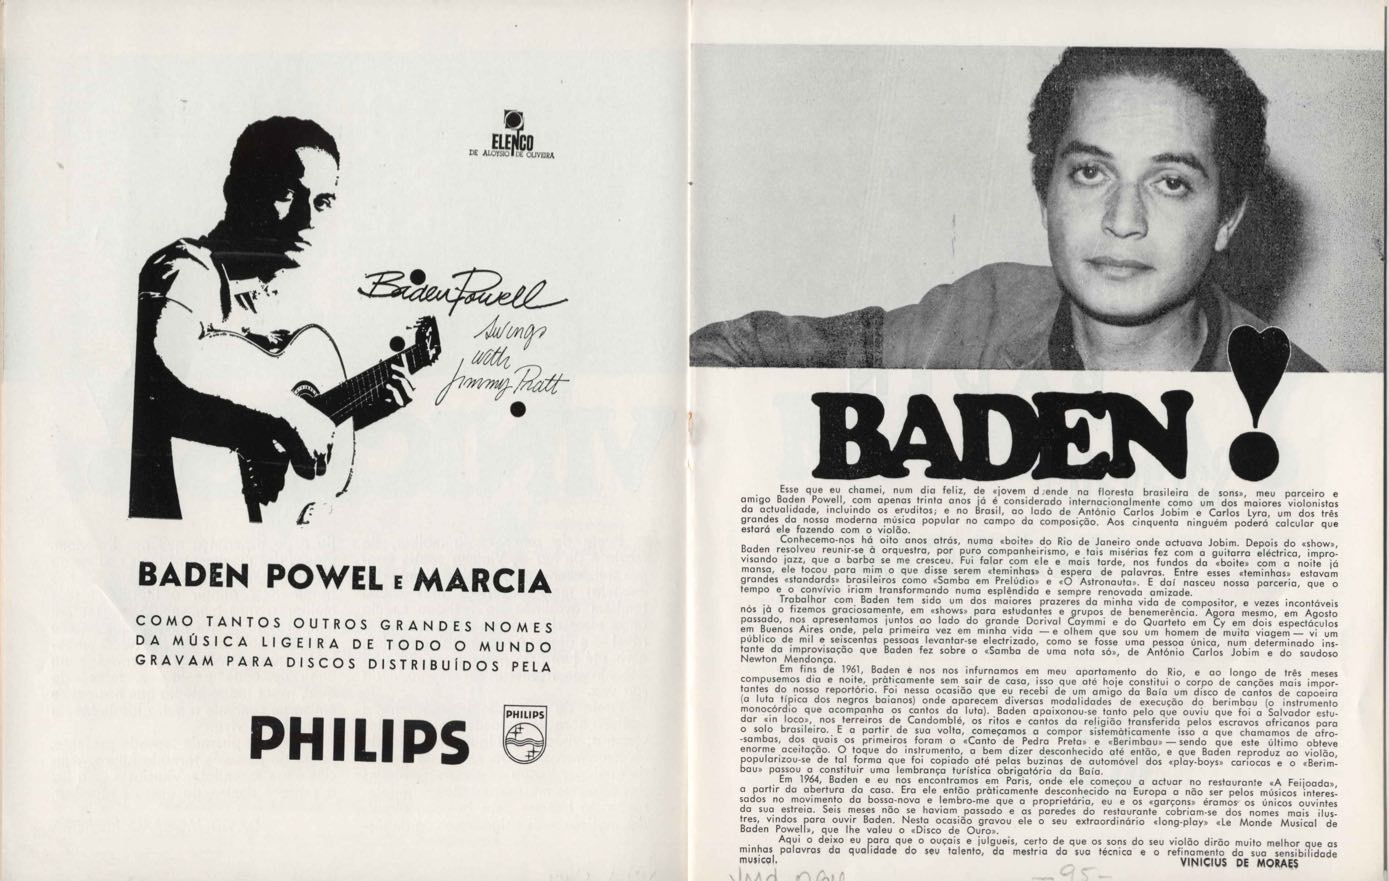 ELENCO
DE ALOYSIO DE OLIVEIRA
Baden Powell
swings
with
Jimmy Pratt
BADEN POWEL E MARCIA
COMO TANTOS OUTROS GRANDES NOMES
DA MÚSICA LIGEIRA DE TODO O MUNDO
GRAVAM PARA DISCOS DISTRIBUÍDOS PELA
PHILIPS
PHILIPS
BADEN!
Esse que eu chamei, num dia feliz, de «jovem duende na floresta brasileira de sons», meu parceiro e
amigo Baden Powell, com apenas trinta anos já é considerado internacionalmente como um dos maiores violonistas
da actualidade, incluindo os eruditos; e no Brasil, ao lado de António Carlos Jobim e Carlos Lyra, um dos três
grandes da nossa moderna música popular no campo da composição. Aos cinquenta ninguém poderá calcular que
estará ele fazendo com o violão.
Conhecemo-nos há oito anos atrás, numa «boite» do Rio de Janeiro onde actuava Jobim. Depois do «show»,
Baden resolveu reunir-se à orquestra, por puro companheirismo, e tais misérias fez com a guitarra eléctrica, impro-
visando jazz, que a barba se me cresceu. Fui falar com ele e mais tarde, nos fundos da «boite» com a noite já
mansa, ele tocou para mim o que disse serem «teminhas» à espera de palavras. Entre esses «teminhas» estavam
grandes «standards» brasileiros como «Samba em Prelúdio» e «O Astronauta». E daí nasceu nossa parceria, que o
tempo e o convívio iriam transformando numa esplêndida e sempre renovada amizade.
Trabalhar com Baden tem sido um dos maiores prazeres da minha vida de compositor, e vezes incontáveis
nós já o fizemos graciosamente, em «shows» para estudantes e grupos de benemerência. Agora mesmo, em Agosto
passado, nos apresentamos juntos ao lado do grande Dorival Caymmi e do Quarteto em Cy em dois espectáculos
em Buenos Aires onde, pela primeira vez em minha vida — e olhem que sou um homem de muita viagem — vi um
público de mil e seiscentas pessoas levantar-se electrizado, como se fosse uma pessoa única, num determinado ins-
tante da improvisação que Baden fez sobre o «Samba de uma nota só», de António Carlos Jobim e do saudoso
Newton Mendonça.
Em fins de 1961, Baden e nos nos infurnamos em meu apartamento do Rio, e ao longo de três meses
compusemos dia e noite, pràticamente sem sair de casa, isso que até hoje constitui o corpo de canções mais impor-
tantes do nosso reportório. Foi nessa ocasião que eu recebi de um amigo da Baía um disco de cantos de capoeira
(a luta típica dos negros baianos) onde aparecem diversas modalidades de execução do berimbau (o instrumento
monocórdio que acompanha os cantos da luta). Baden apaixonou-se tanto pelo que ouviu que foi a Salvador estu-
dar «in loco», nos terreiros de Candomblé, os ritos e cantos da religião transferida pelos escravos africanos para
o solo brasileiro. E a partir de sua volta, começamos a compor sistemàticamente isso a que chamamos de afro-
-sambas, dos quais os primeiros foram o «Canto de Pedra Preta» e «Berimbau» — sendo que este último obteve
enorme aceitação. O toque do instrumento, a bem dizer desconhecido até então, e que Baden reproduz ao violão,
popularizou-se de tal forma que foi copiado até pelas buzinas de automóvel dos «play-boys» cariocas e o «Berim-
bau» passou a constituir uma lembrança turística obrigatória da Baía.
Em 1964, Baden e eu nos encontramos em Paris, onde ele começou a actuar no restaurante «A Feijoada»,
a partir da abertura da casa. Era ele então pràticamente desconhecido na Europa a não ser pelos músicos interes-
sados no movimento da bossa-nova e lembro-me que a proprietária, eu e os «garçons» éramos os únicos ouvintes
da sua estreia. Seis meses não se haviam passado e as paredes do restaurante cobriam-se dos nomes mais ilus-
tres, vindos para ouvir Baden. Nesta ocasião gravou ele o seu extraordinário «long-play» «Le Monde Musical de
Baden Powell», que lhe valeu o «Disco de Ouro».
Aqui o deixo eu para que o ouçais e julgueis, certo de que os sons do seu violão dirão muito melhor que as
minhas palavras da qualidade do seu talento, da mestria da sua técnica e o refinamento da sua sensibilidade
musical.
VINICIUS DE MORAES
-95-